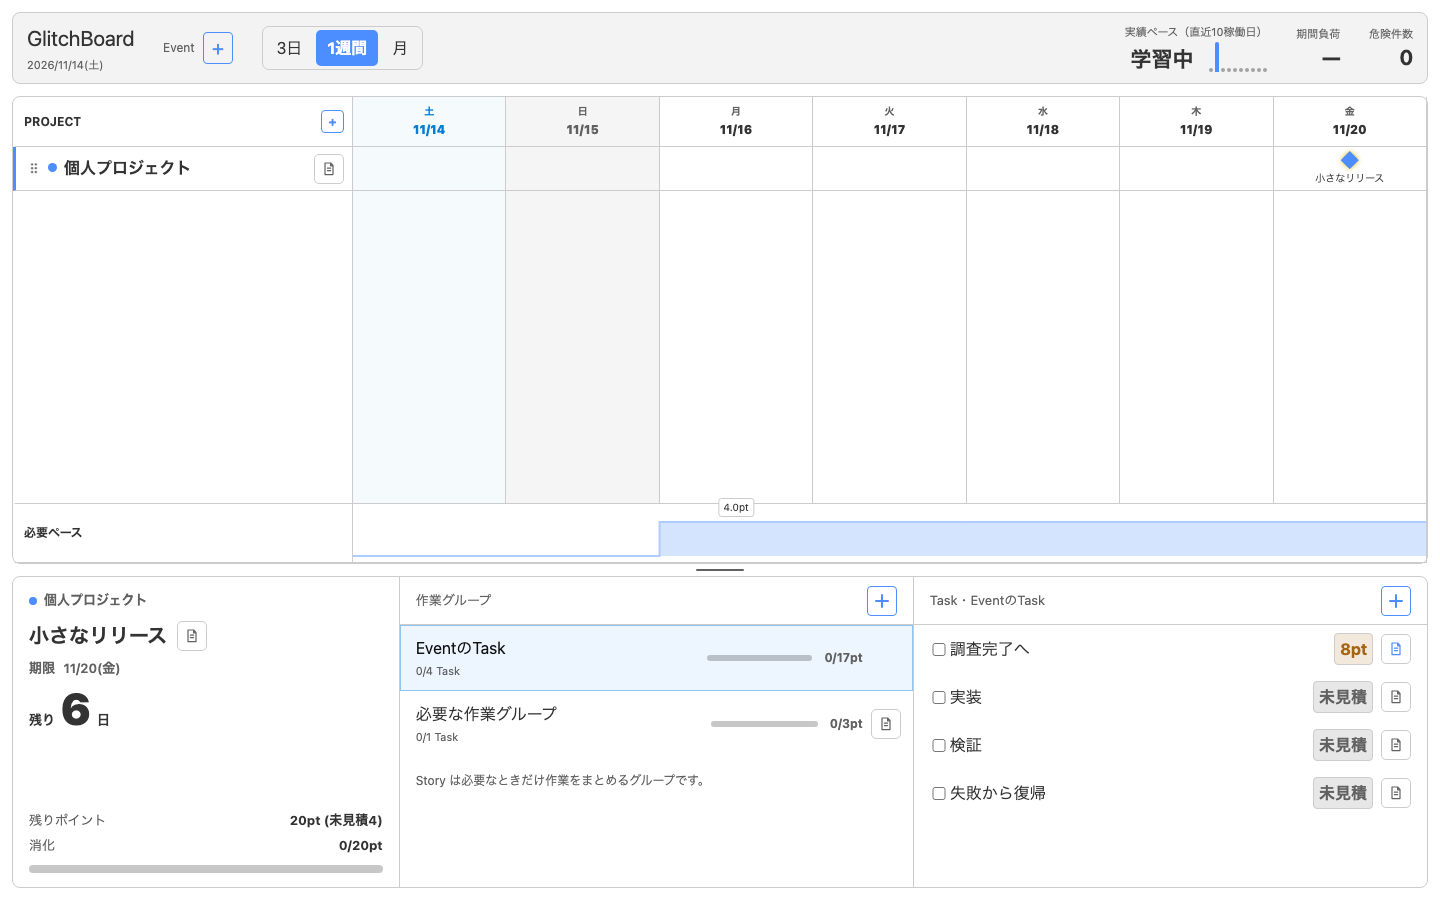 GlitchBoard
2026/11/14(土)
Event
+
3日 1週間 月
実績ペース（直近10稼働日）
学習中
期間負荷
—
危険件数
0
PROJECT
+
土
11/14
日
11/15
月
11/16
火
11/17
水
11/18
木
11/19
金
11/20
個人プロジェクト
小さなリリース
必要ペース
4.0pt
個人プロジェクト
小さなリリース
期限 11/20(金)
残り 6 日
残りポイント 20pt (未見積4)
消化 0/20pt
作業グループ
+
EventのTask
0/4 Task
0/17pt
必要な作業グループ
0/1 Task
0/3pt
Story は必要なときだけ作業をまとめるグループです。
Task・EventのTask
+
調査完了へ 8pt
実装 未見積
検証 未見積
失敗から復帰 未見積